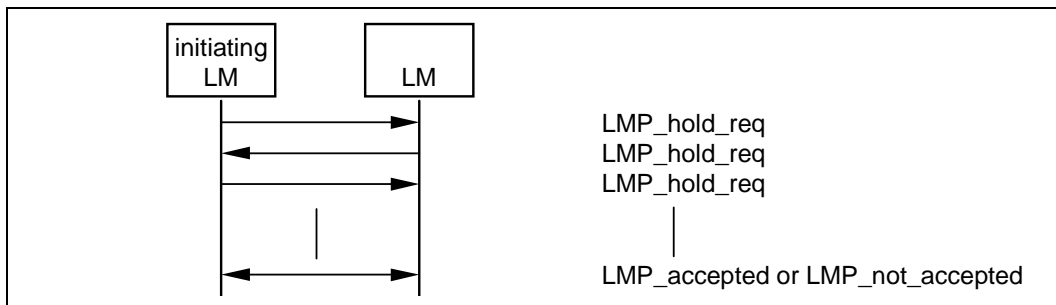 initiating
LM
LM
LMP_hold_req
LMP_hold_req
LMP_hold_req
LMP_accepted or LMP_not_accepted